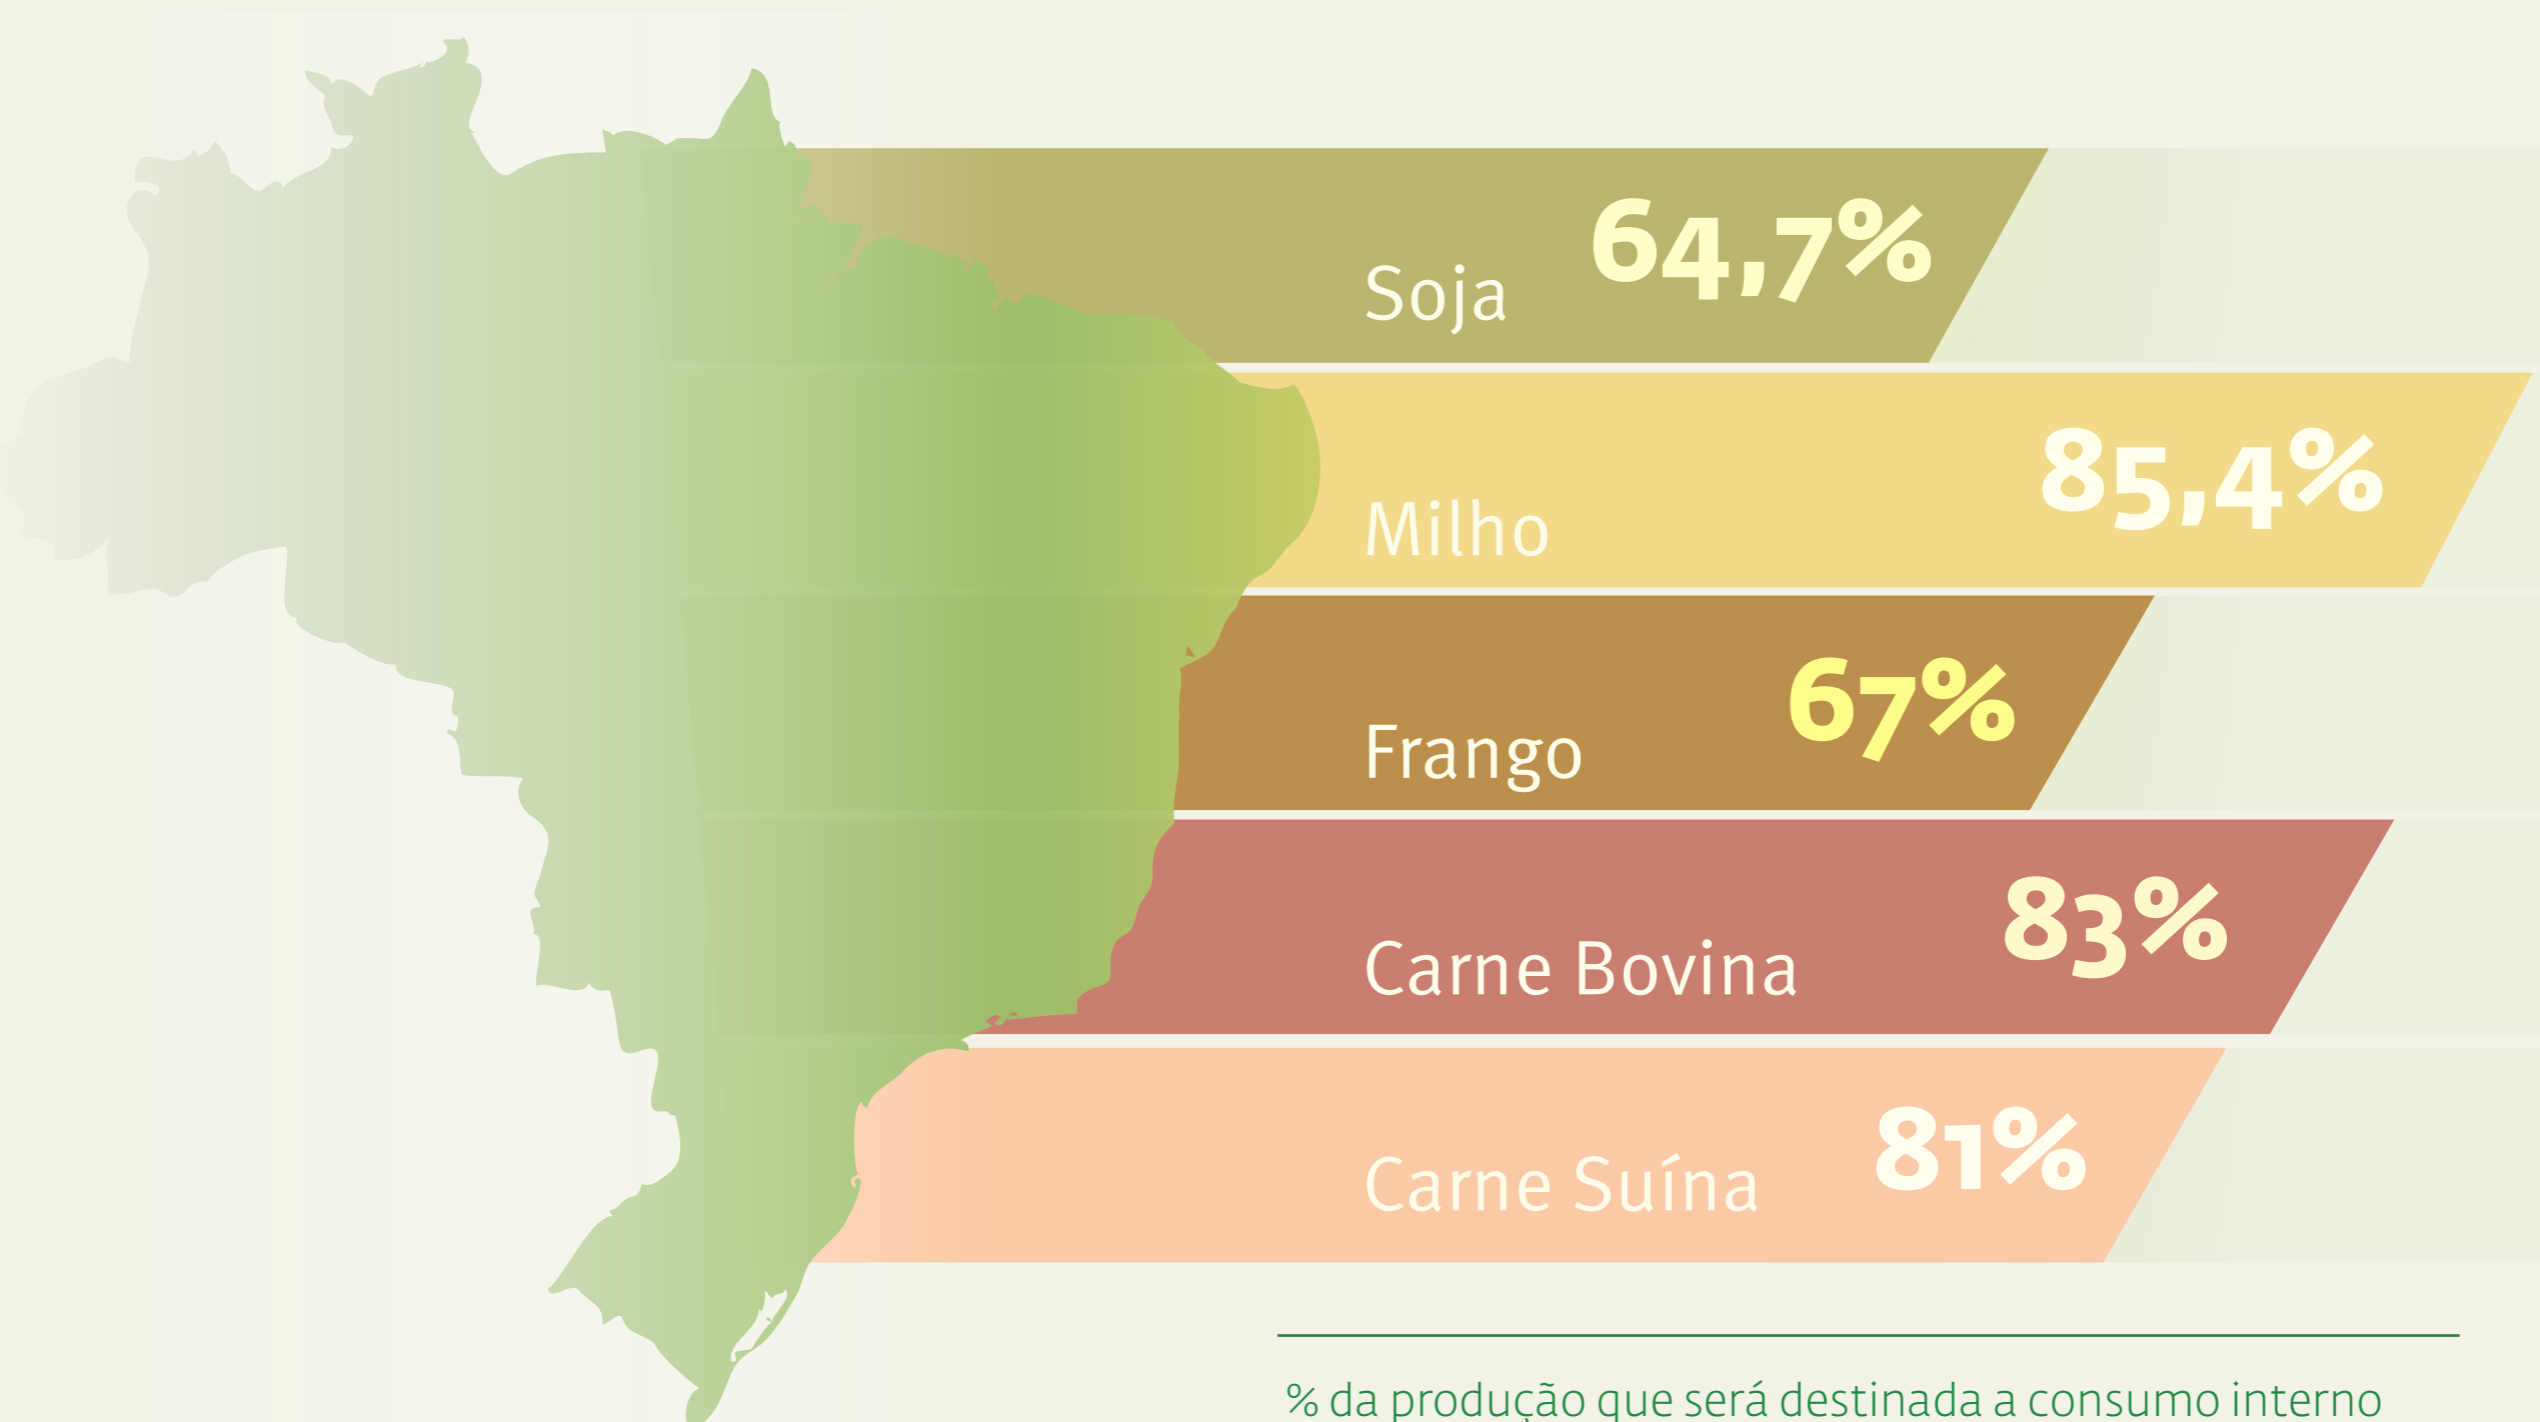 Soja 64,7%
Milho 85,4%
Frango 67%
Carne Bovina 83%
Carne Suína 81%
% da produção que será destinada a consumo interno